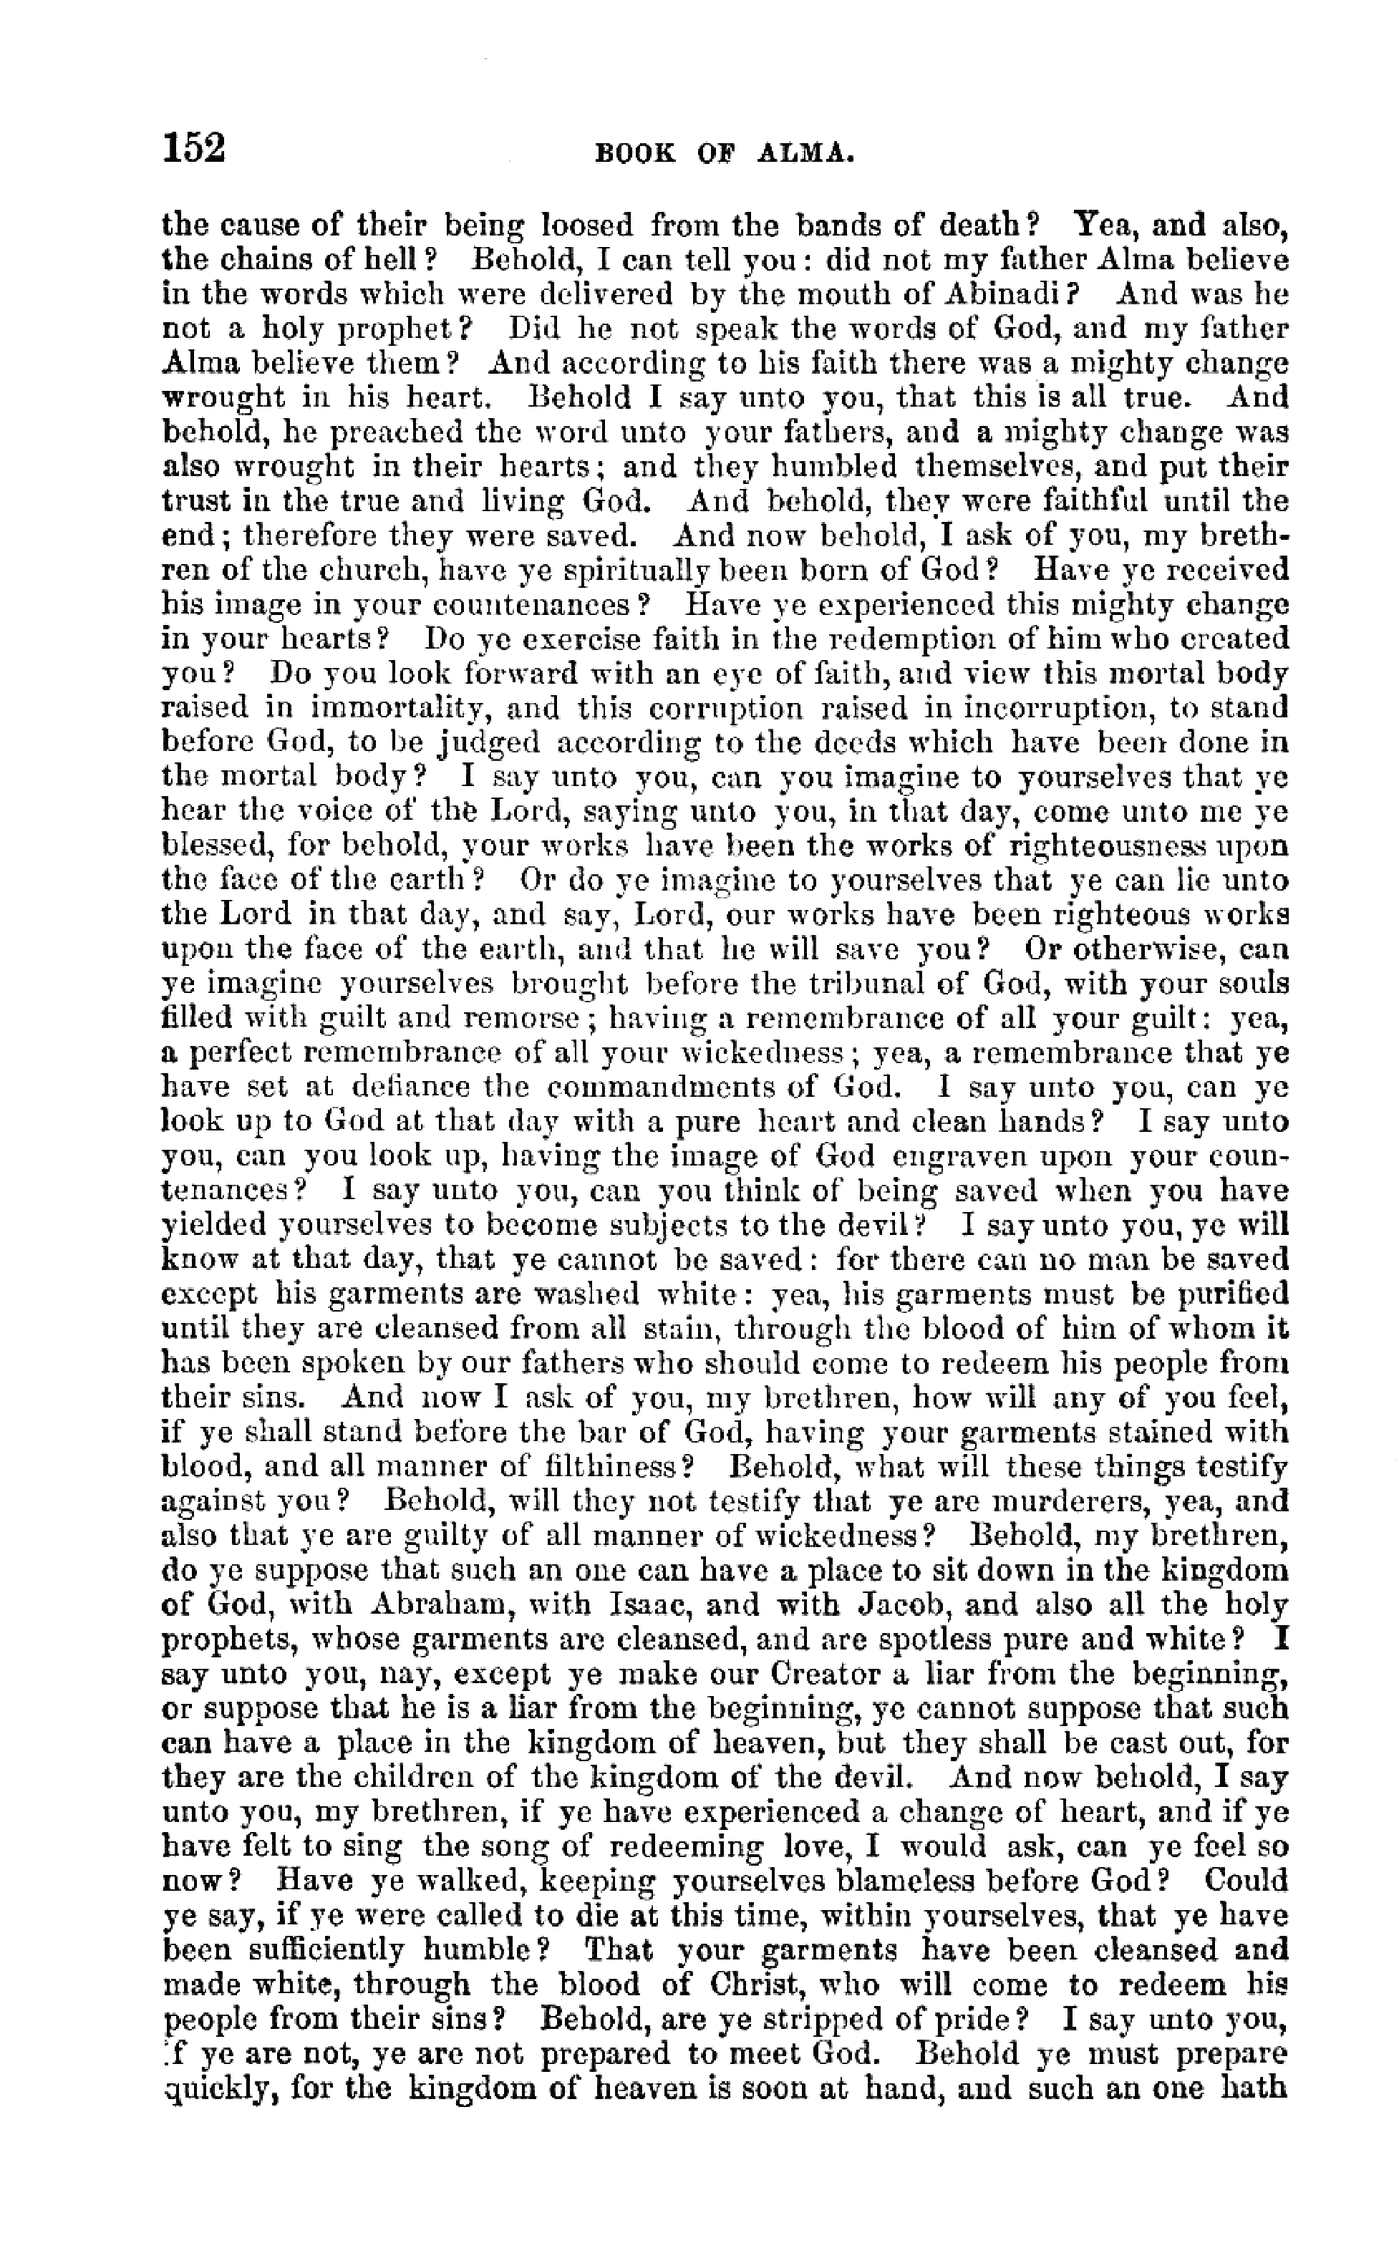 152 BOOK OF ALMA.
the cause of their being loosed from the bands of death? Yea, and also,
the chains of hell? Behold, I can tell you: did not my father Alma believe
in the words which were delivered by the mouth of Abinadi? And was he
not a holy prophet? Did he not speak the words of God, and my father
Alma believe them? And according to his faith there was a mighty change
wrought in his heart. Behold I say unto you, that this is all true. And
behold, he preached the word unto your fathers, and a mighty change was
also wrought in their hearts; and they humbled themselves, and put their
trust in the true and living God. And behold, they were faithful until the
end; therefore they were saved. And now behold, I ask of you, my breth-
ren of the church, have ye spiritually been born of God? Have ye received
his image in your countenances? Have ye experienced this mighty change
in your hearts? Do ye exercise faith in the redemption of him who created
you? Do you look forward with an eye of faith, and view this mortal body
raised in immortality, and this corruption raised in incorruption, to stand
before God, to be judged according to the deeds which have been done in
the mortal body? I say unto you, can you imagine to yourselves that ye
hear the voice of the Lord, saying unto you, in that day, come unto me ye
blessed, for behold, your works have been the works of righteousness upon
the face of the earth? Or do ye imagine to yourselves that ye can lie unto
the Lord in that day, and say, Lord, our works have been righteous works
upon the face of the earth, and that he will save you? Or otherwise, can
ye imagine yourselves brought before the tribunal of God, with your souls
filled with guilt and remorse; having a remembrance of all your guilt: yea,
a perfect remembrance of all your wickedness; yea, a remembrance that ye
have set at defiance the commandments of God. I say unto you, can ye
look up to God at that day with a pure heart and clean hands? I say unto
you, can you look up, having the image of God engraven upon your coun-
tenances? I say unto you, can you think of being saved when you have
yielded yourselves to become subjects to the devil? I say unto you, ye will
know at that day, that ye cannot be saved: for there can no man be saved
except his garments are washed white: yea, his garments must be purified
until they are cleansed from all stain, through the blood of him of whom it
has been spoken by our fathers who should come to redeem his people from
their sins. And now I ask of you, my brethren, how will any of you feel,
if ye shall stand before the bar of God, having your garments stained with
blood, and all manner of filthiness? Behold, what will these things testify
against you? Behold, will they not testify that ye are murderers, yea, and
also that ye are guilty of all manner of wickedness? Behold, my brethren,
do ye suppose that such an one can have a place to sit down in the kingdom
of God, with Abraham, with Isaac, and with Jacob, and also all the holy
prophets, whose garments are cleansed, and are spotless pure and white? I
say unto you, nay, except ye make our Creator a liar from the beginning,
or suppose that he is a liar from the beginning, ye cannot suppose that such
can have a place in the kingdom of heaven, but they shall be cast out, for
they are the children of the kingdom of the devil. And now behold, I say
unto you, my brethren, if ye have experienced a change of heart, and if ye
have felt to sing the song of redeeming love, I would ask, can ye feel so
now? Have ye walked, keeping yourselves blameless before God? Could
ye say, if ye were called to die at this time, within yourselves, that ye have
been sufficiently humble? That your garments have been cleansed and
made white, through the blood of Christ, who will come to redeem his
people from their sins? Behold, are ye stripped of pride? I say unto you,
if ye are not, ye are not prepared to meet God. Behold ye must prepare
quickly, for the kingdom of heaven is soon at hand, and such an one hath